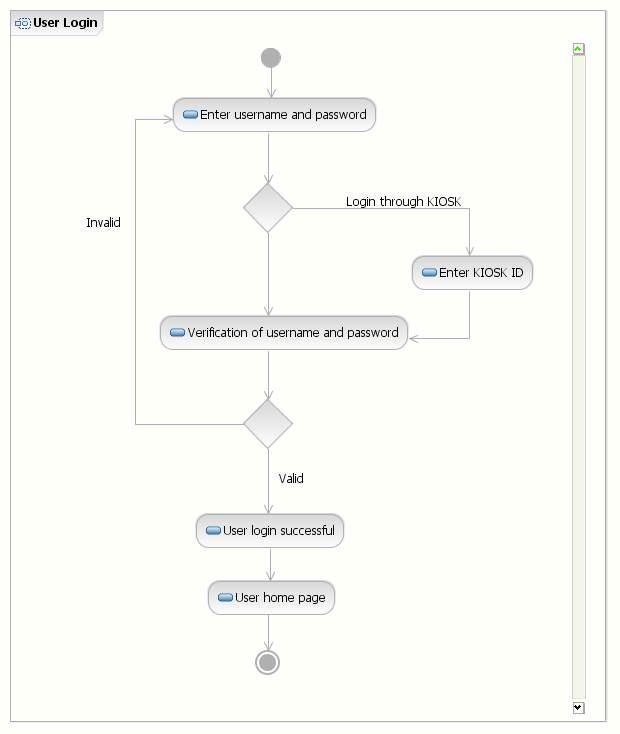 User Login
Enter username and password
Login through KIOSK
Invalid
Enter KIOSK ID
Verification of username and password
Valid
User login successful
User home page